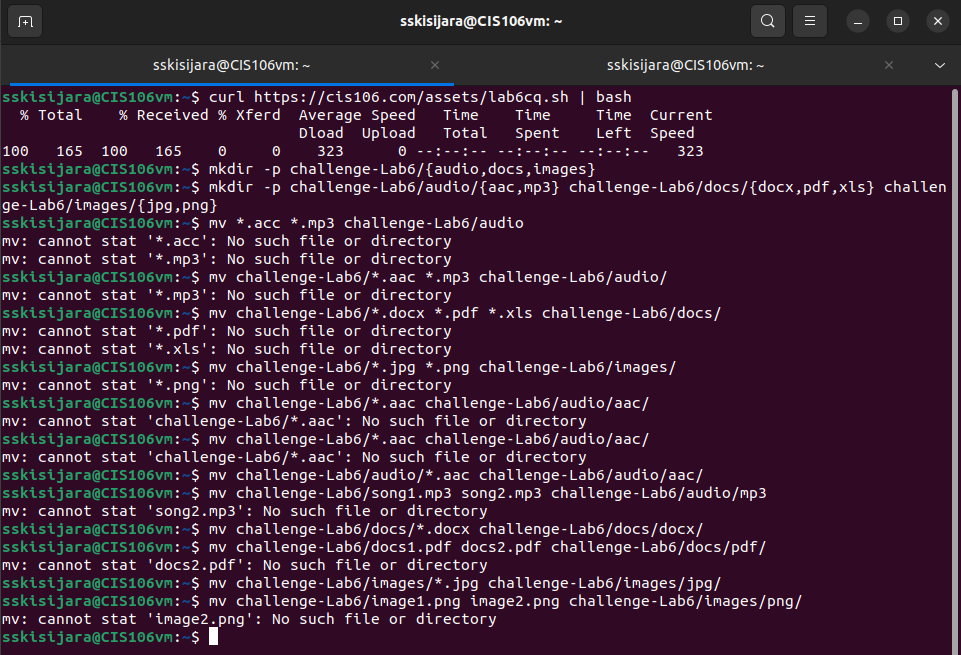 sskisijara@CIS106vm: ~
sskisijara@CIS106vm: ~
sskisijara@CIS106vm: ~
sskisijara@CIS106vm:~$ curl https://cis106.com/assets/lab6cq.sh | bash
  % Total    % Received % Xferd  Average Speed   Time    Time     Time  Current
                                 Dload  Upload   Total   Spent    Left  Speed
100   165  100   165    0     0    323      0 --:--:-- --:--:-- --:--:--   323
sskisijara@CIS106vm:~$ mkdir -p challenge-Lab6/{audio,docs,images}
sskisijara@CIS106vm:~$ mkdir -p challenge-Lab6/audio/{aac,mp3} challenge-Lab6/docs/{docx,pdf,xls} challen
ge-Lab6/images/{jpg,png}
sskisijara@CIS106vm:~$ mv *.acc *.mp3 challenge-Lab6/audio
mv: cannot stat '*.acc': No such file or directory
mv: cannot stat '*.mp3': No such file or directory
sskisijara@CIS106vm:~$ mv challenge-Lab6/*.aac *.mp3 challenge-Lab6/audio/
mv: cannot stat '*.mp3': No such file or directory
sskisijara@CIS106vm:~$ mv challenge-Lab6/*.docx *.pdf *.xls challenge-Lab6/docs/
mv: cannot stat '*.pdf': No such file or directory
mv: cannot stat '*.xls': No such file or directory
sskisijara@CIS106vm:~$ mv challenge-Lab6/*.jpg *.png challenge-Lab6/images/
mv: cannot stat '*.png': No such file or directory
sskisijara@CIS106vm:~$ mv challenge-Lab6/*.aac challenge-Lab6/audio/aac/
mv: cannot stat 'challenge-Lab6/*.aac': No such file or directory
sskisijara@CIS106vm:~$ mv challenge-Lab6/*.aac challenge-Lab6/audio/aac/
mv: cannot stat 'challenge-Lab6/*.aac': No such file or directory
sskisijara@CIS106vm:~$ mv challenge-Lab6/audio/*.aac challenge-Lab6/audio/aac/
sskisijara@CIS106vm:~$ mv challenge-Lab6/song1.mp3 song2.mp3 challenge-Lab6/audio/mp3
mv: cannot stat 'song2.mp3': No such file or directory
sskisijara@CIS106vm:~$ mv challenge-Lab6/docs/*.docx challenge-Lab6/docs/docx/
sskisijara@CIS106vm:~$ mv challenge-Lab6/docs1.pdf docs2.pdf challenge-Lab6/docs/pdf/
mv: cannot stat 'docs2.pdf': No such file or directory
sskisijara@CIS106vm:~$ mv challenge-Lab6/images/*.jpg challenge-Lab6/images/jpg/
sskisijara@CIS106vm:~$ mv challenge-Lab6/image1.png image2.png challenge-Lab6/images/png/
mv: cannot stat 'image2.png': No such file or directory
sskisijara@CIS106vm:~$